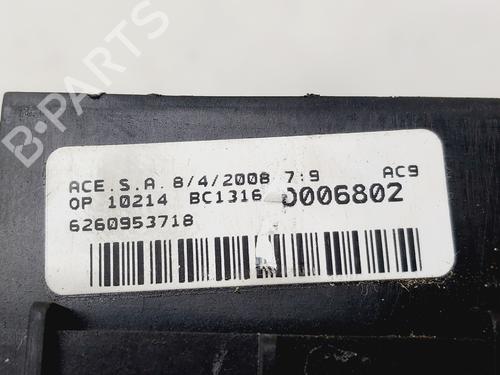 B-PARTS
ACE.S.A. 8/4/2008 7:9 AC9
OP 10214 BC1316 0006802
6260953718